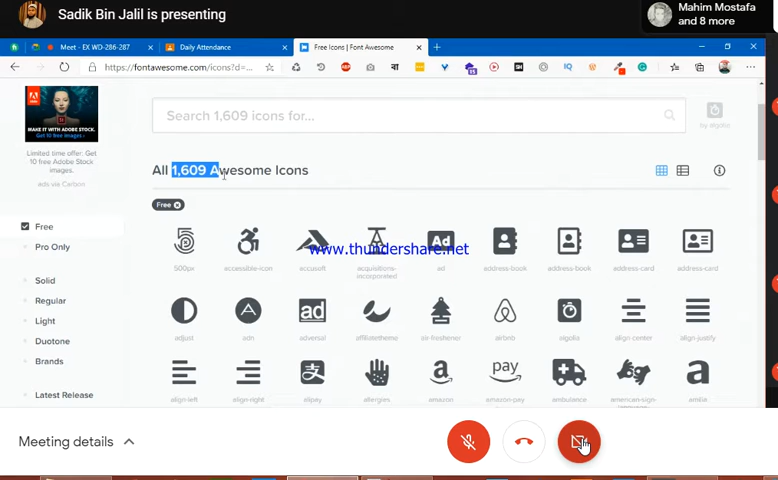 Sadik Bin Jalil is presenting
Mahim Mostafa
and 8 more
Meet - EX WD-286-287
Daily Attendance
Free Icons | Font Awesome
https://fontawesome.com/icons?d=...
MAKE IT WITH ADOBE STOCK.
Get 10 free images
Limited time offer. Get
10 free Adobe Stock
images.
ads via Carbon
Search 1,609 icons for...
by algolia
All 1,609 Awesome Icons
Free
Free
Pro Only
Solid
Regular
Light
Duotone
Brands
Latest Release
www.thundershare.net
500px
accessible-icon
accusoft
acquisitions-
incorporated
ad
address-book
address-book
address-card
address-card
adjust
adn
adversal
affiliatetheme
air-freshener
airbnb
algolia
align-center
align-justify
align-left
align-right
alipay
allergies
amazon
amazon-pay
ambulance
american-sign-
amilia
Meeting details